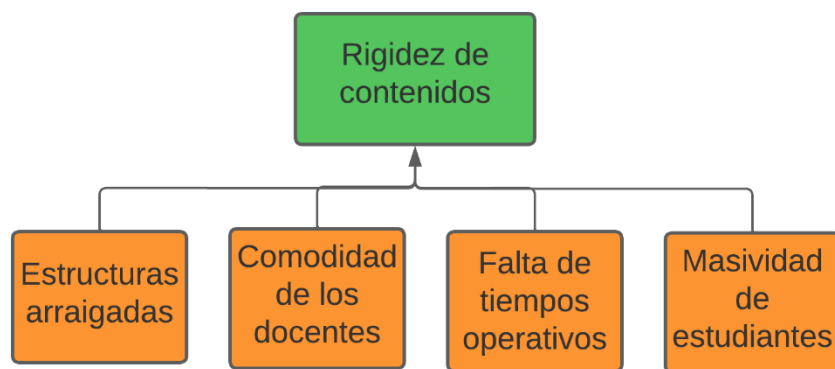 Rigidez de
contenidos
Estructuras
arraigadas
Comodidad
de los
docentes
Falta de
tiempos
operativos
Masividad
de
estudiantes